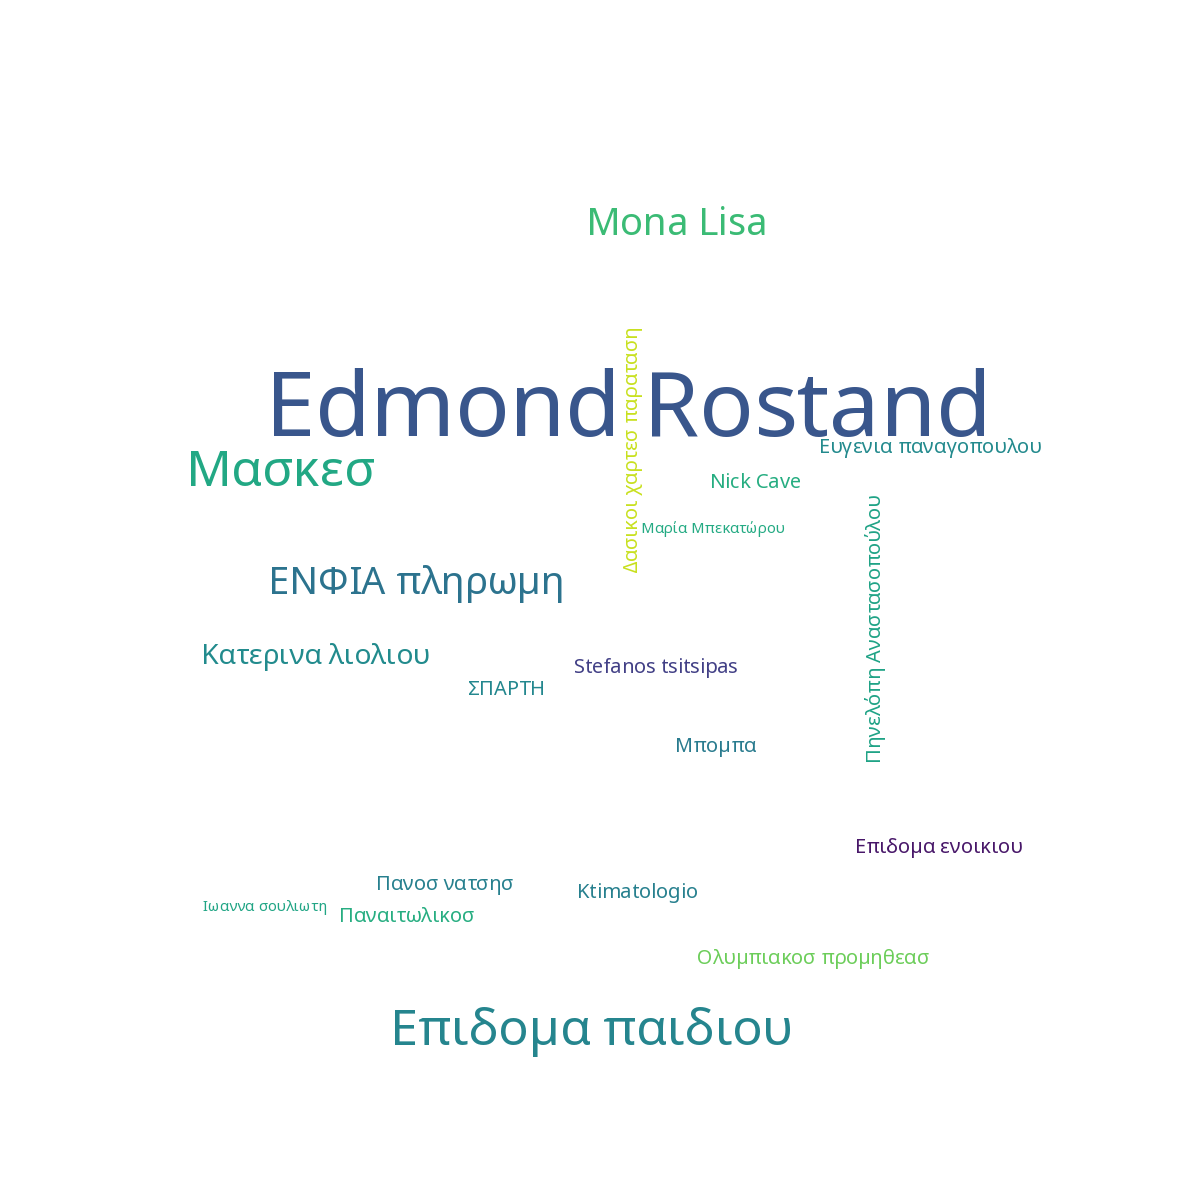 Mona Lisa
Δασικοι χαρτεσ παραταση
Edmond Rostand
Ευγενια παναγοπουλου
Μασκεσ
Nick Cave
Μαρία Μπεκατώρου
Πηνελόπη Αναστασοπούλου
ΕΝΦΙΑ πληρωμη
Κατερινα λιολιου
Stefanos tsitsipas
ΣΠΑΡΤΗ
Μπομπα
Επιδομα ενοικιου
Πανοσ νατσησ
Ktimatologio
Ιωαννα σουλιωτη
Παναιτωλικοσ
Ολυμπιακοσ προμηθεασ
Επιδομα παιδιου